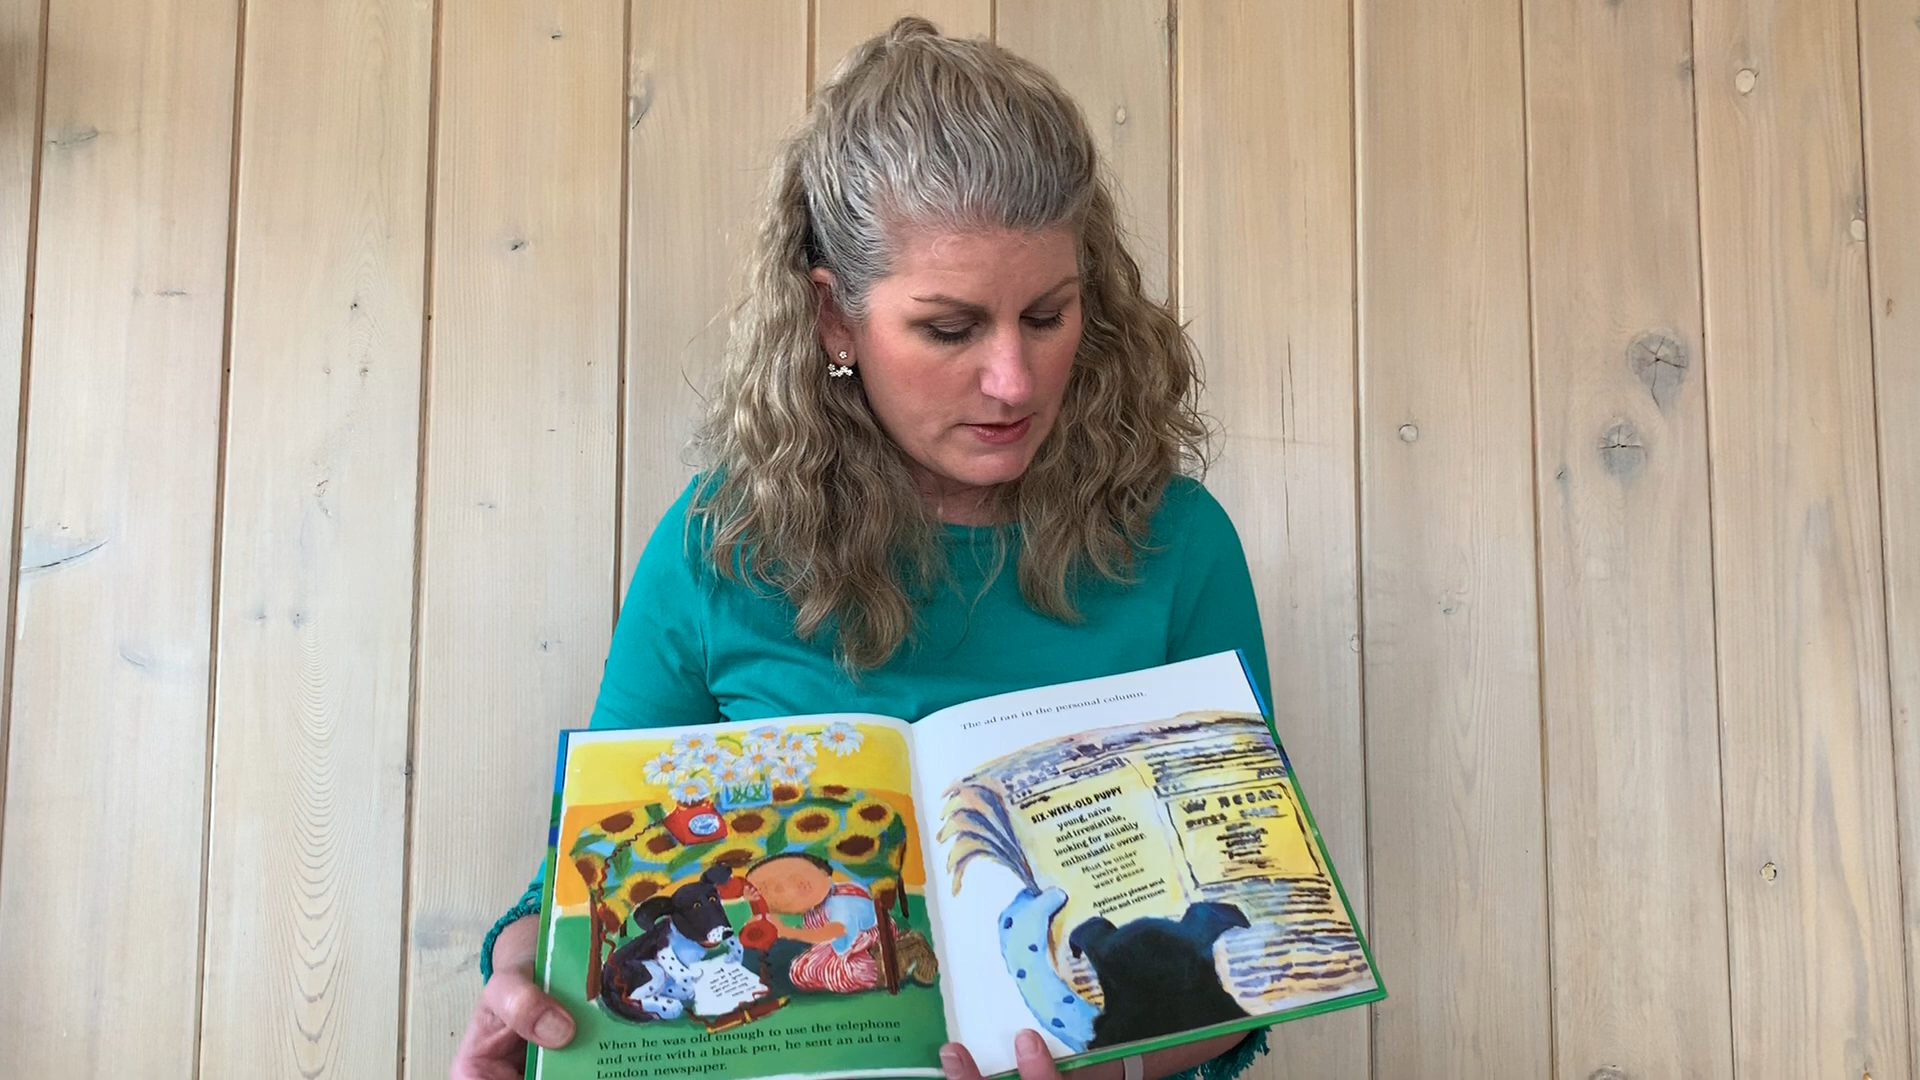 When he was old enough to use the telephone
and write with a black pen, he sent an ad to a
London newspaper.
The ad ran in the personal column.
SIX-WEEK-OLD PUPPY
young, naive
and irresistible,
looking for suitably
enthusiastic owner.
Must be under
twelve and
wear glasses
Applicants please send
photo and references.